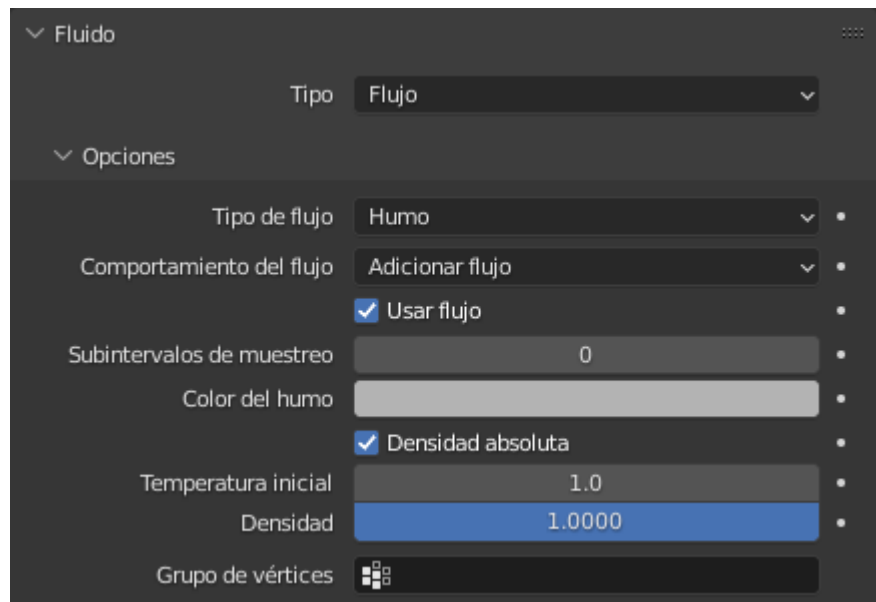 Fluido
Tipo Flujo
Opciones
Tipo de flujo Humo
Comportamiento del flujo Adicionar flujo
Usar flujo
Subintervalos de muestreo 0
Color del humo
Densidad absoluta
Temperatura inicial 1.0
Densidad 1.0000
Grupo de vértices